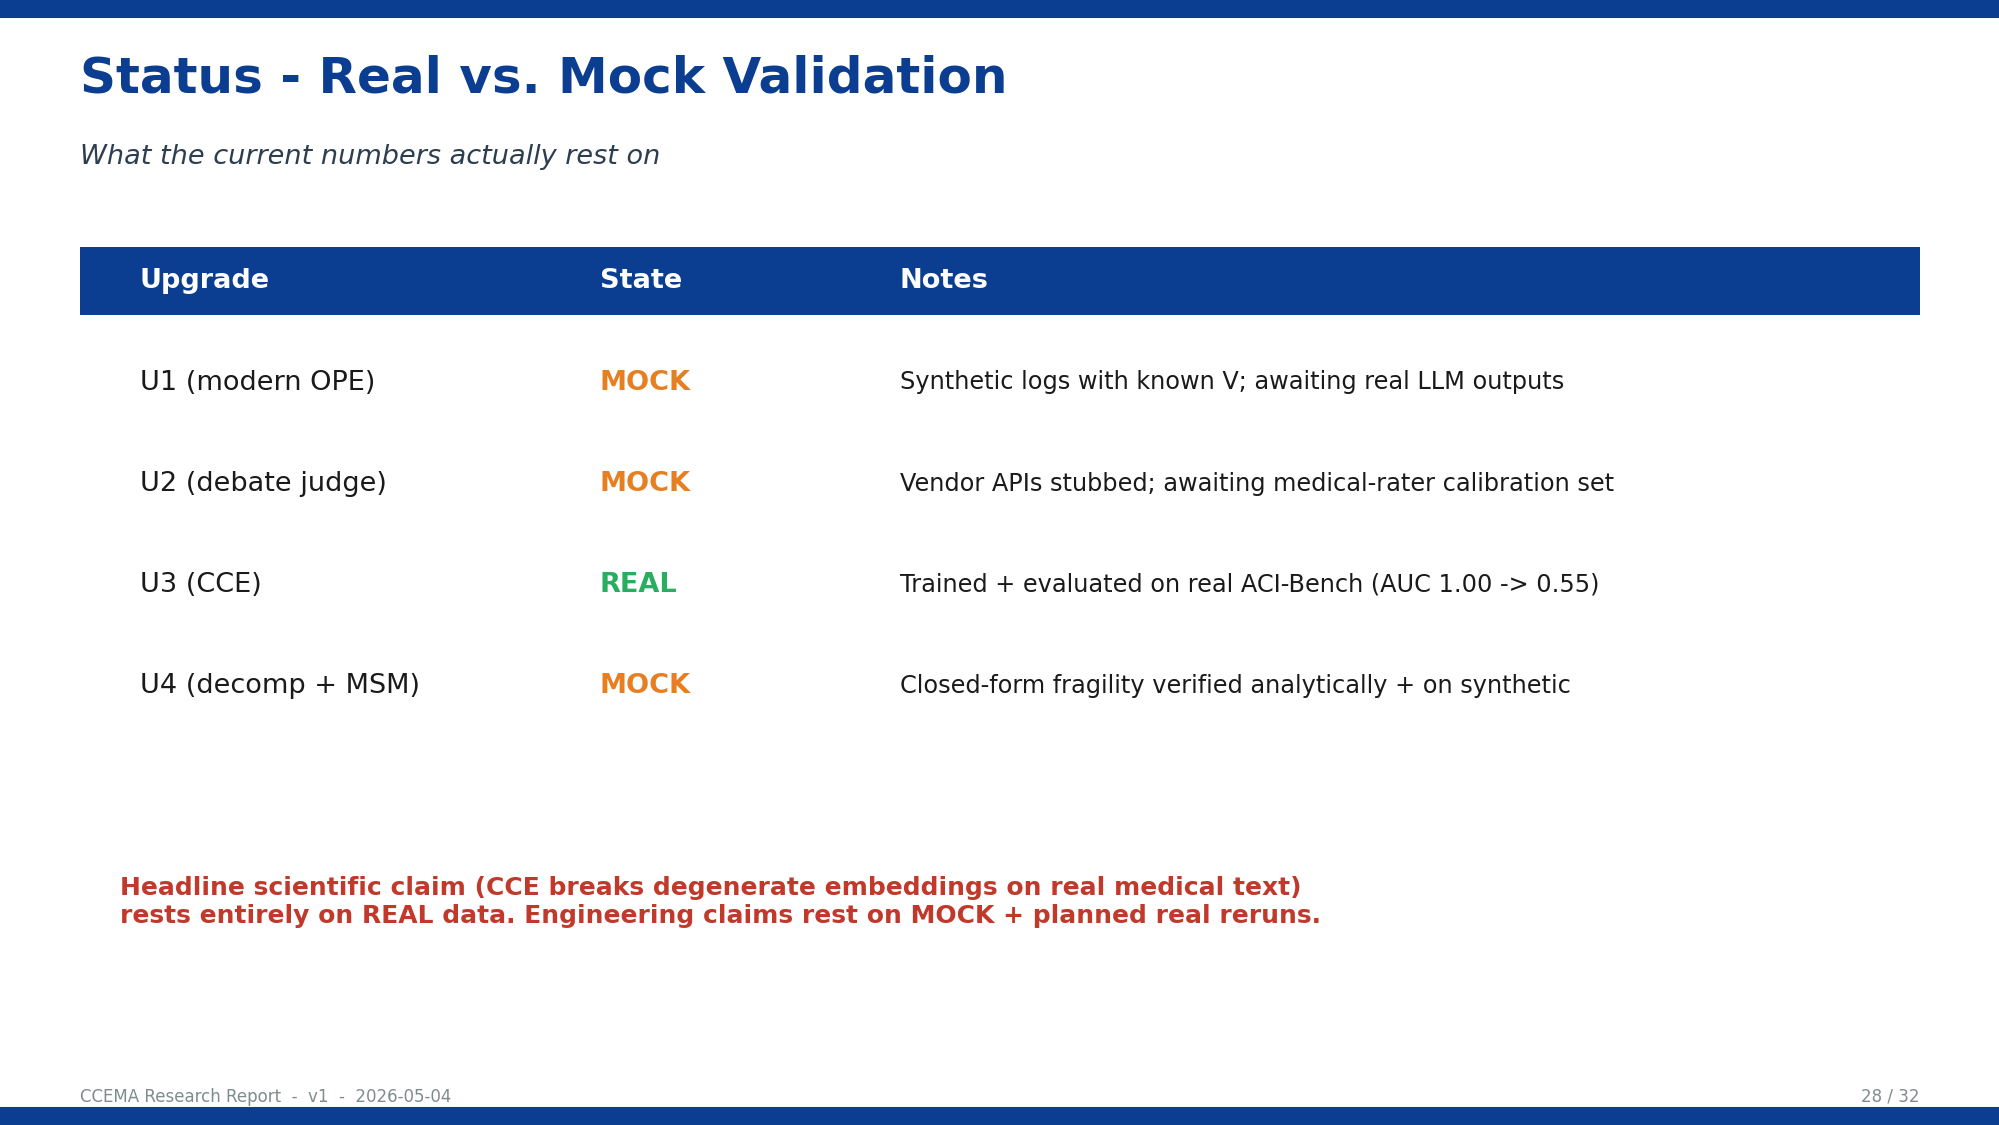 Status - Real vs. Mock Validation
What the current numbers actually rest on
Upgrade State Notes
U1 (modern OPE) MOCK Synthetic logs with known V; awaiting real LLM outputs
U2 (debate judge) MOCK Vendor APIs stubbed; awaiting medical-rater calibration set
U3 (CCE) REAL Trained + evaluated on real ACI-Bench (AUC 1.00 -> 0.55)
U4 (decomp + MSM) MOCK Closed-form fragility verified analytically + on synthetic
Headline scientific claim (CCE breaks degenerate embeddings on real medical text)
rests entirely on REAL data. Engineering claims rest on MOCK + planned real reruns.
CCEMA Research Report - v1 - 2026-05-04 28 / 32